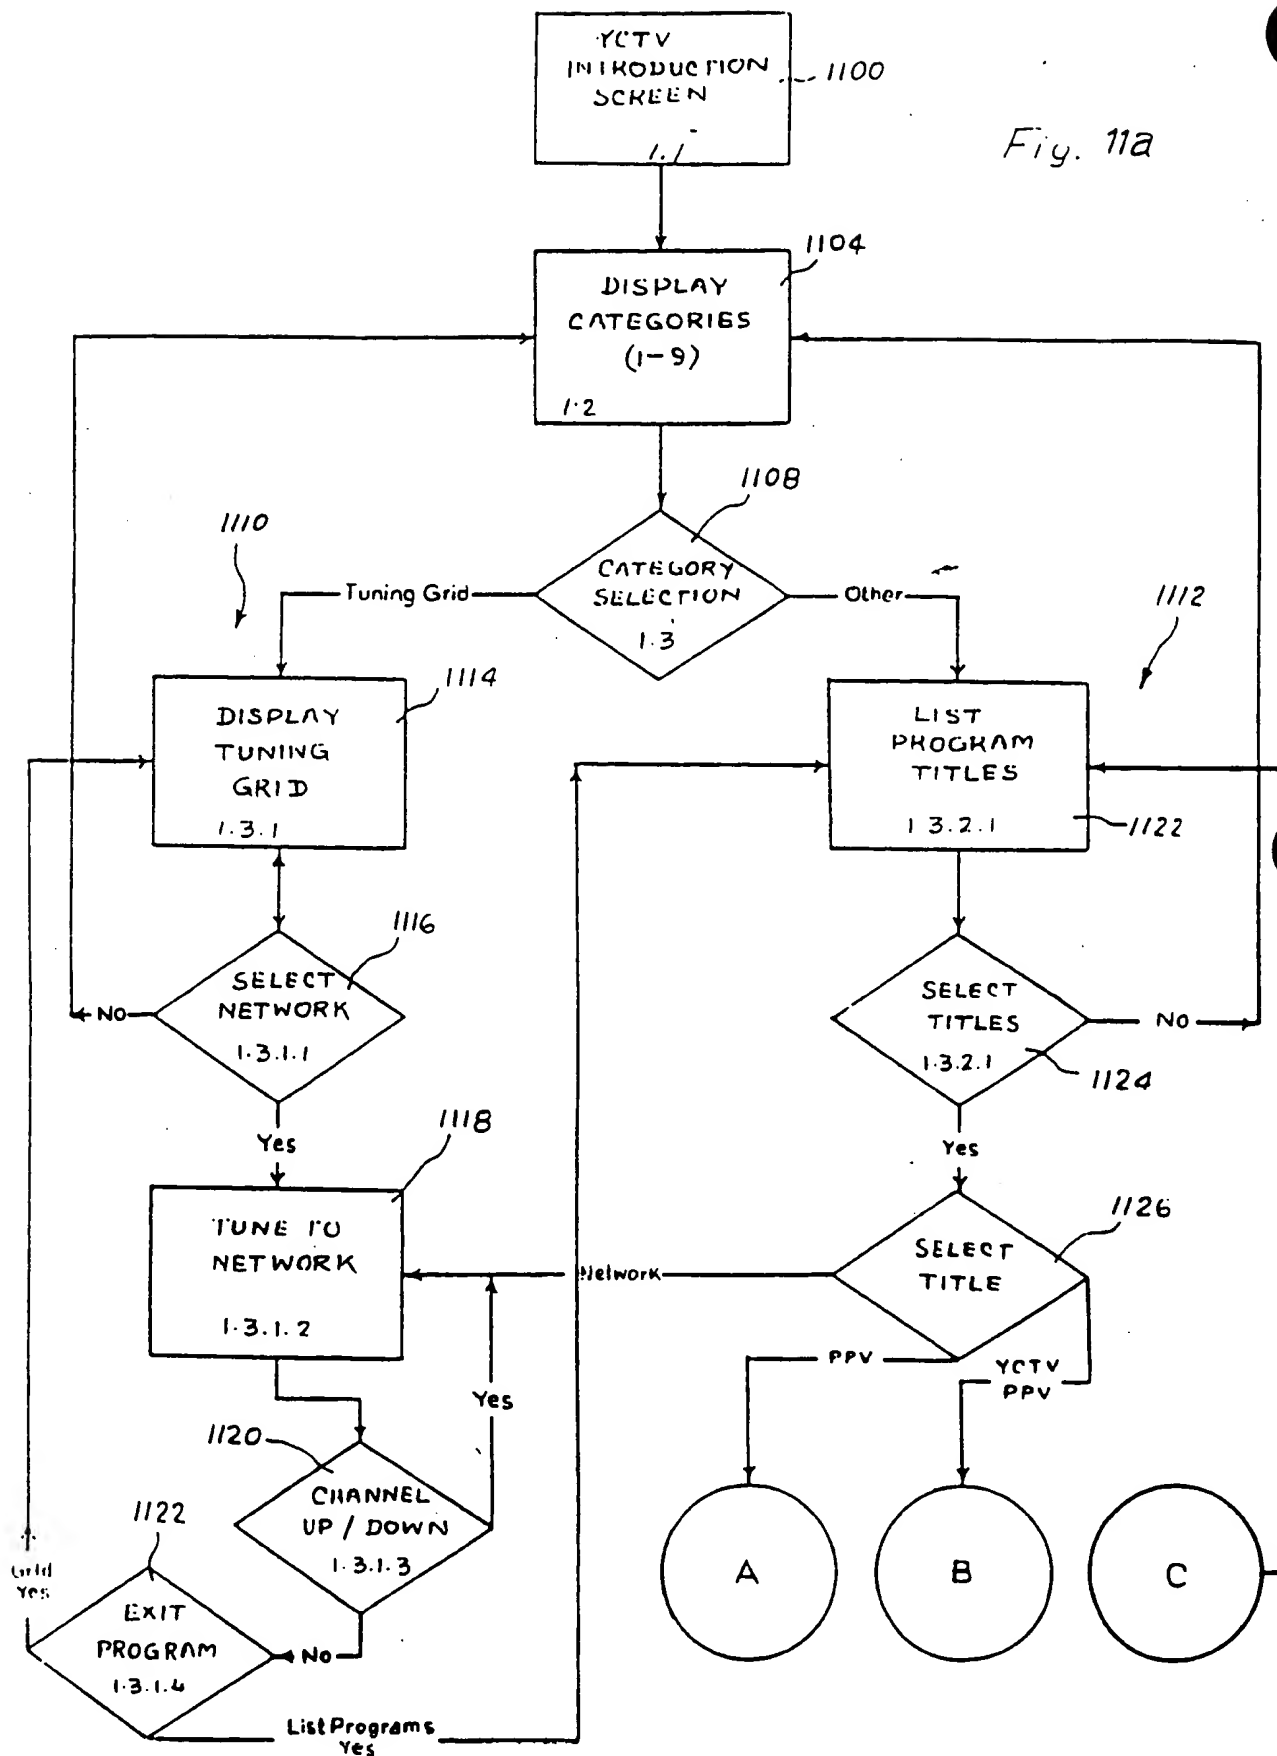 YCTV
INTRODUCTION
SCREEN
1.1
1100
Fig. 11a
1104
DISPLAY
CATEGORIES
(1-9)
1.2
1108
CATEGORY
SELECTION
1.3
1110
Tuning Grid
Other
1112
1114
DISPLAY
TUNING
GRID
1.3.1
LIST
PROGRAM
TITLES
1 3.2.1
1122
1116
SELECT
NETWORK
1.3.1.1
No
SELECT
TITLES
1.3.2.1
No
1124
Yes
Yes
1118
TUNE TO
NETWORK
1.3.1.2
1126
SELECT
TITLE
Network
PPV
YCTV
PPV
Yes
1120
CHANNEL
UP / DOWN
1.3.1.3
1122
Grid
Yes
EXIT
PROGRAM
1.3.1.4
No
List Programs
Yes
A
B
C